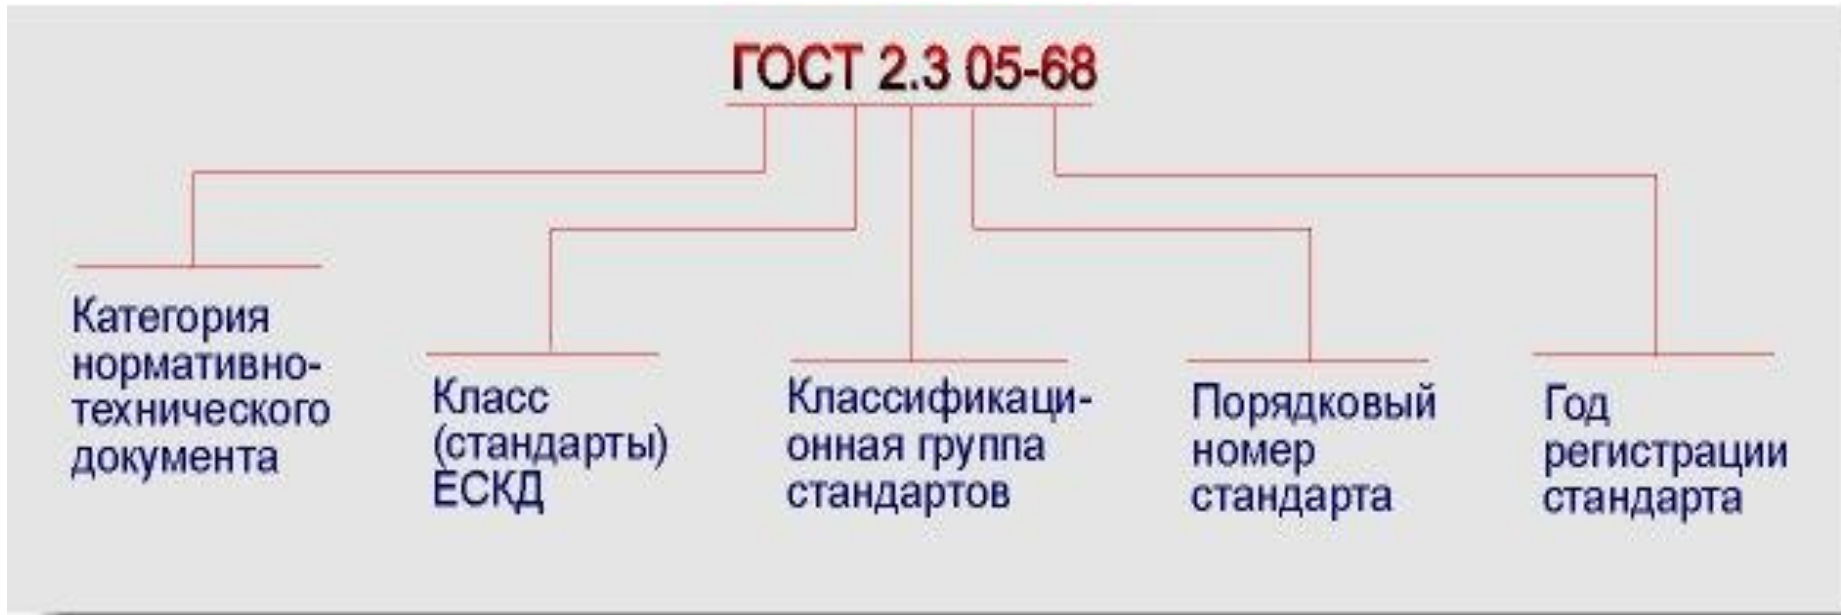 ГОСТ 2.3 05-68
Категория
нормативно-
технического
документа
Класс
(стандарты)
ЕСКД
Классификаци-
онная группа
стандартов
Порядковый
номер
стандарта
Год
регистрации
стандарта